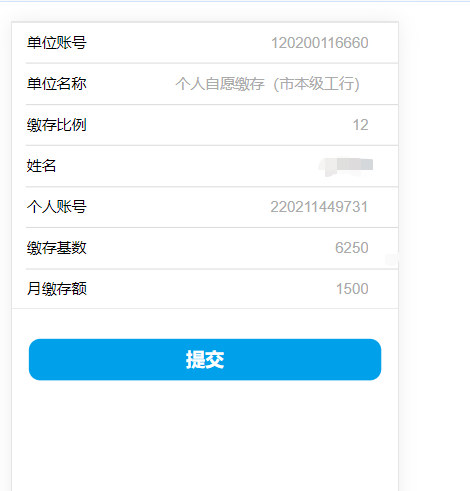 单位账号 120200116660
单位名称 个人自愿缴存（市本级工行）
缴存比例 12
姓名
个人账号 220211449731
缴存基数 6250
月缴存额 1500
提交